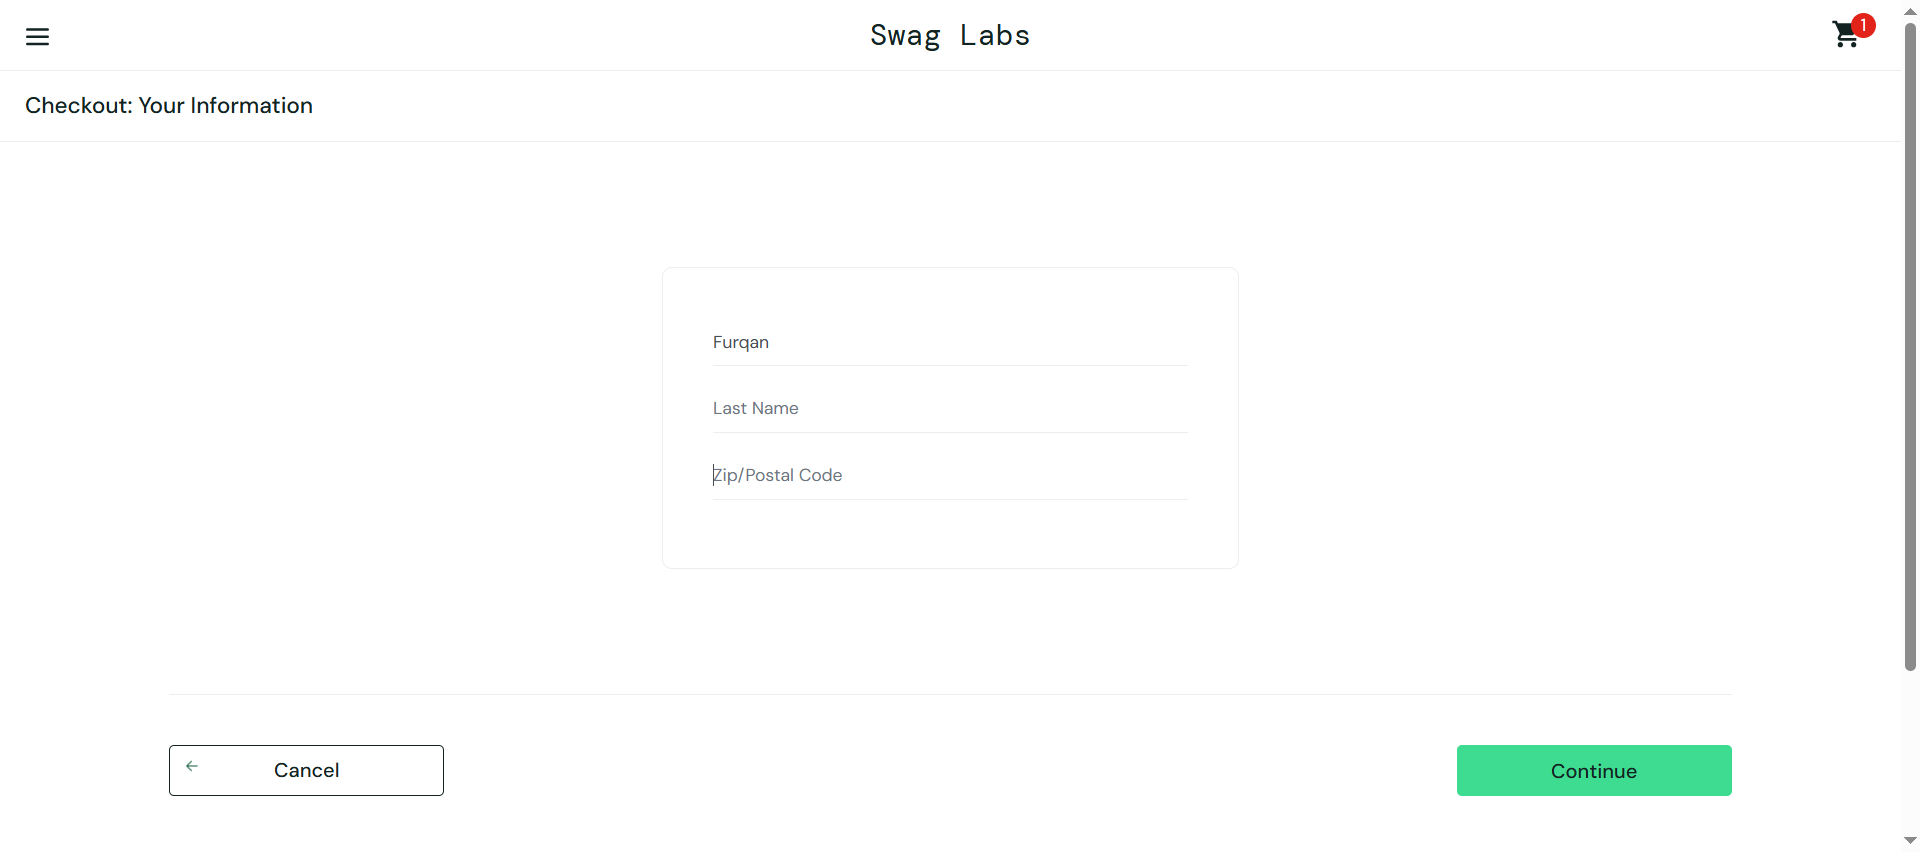 Swag Labs
1
Checkout: Your Information
Furqan
Last Name
Zip/Postal Code
Cancel
Continue